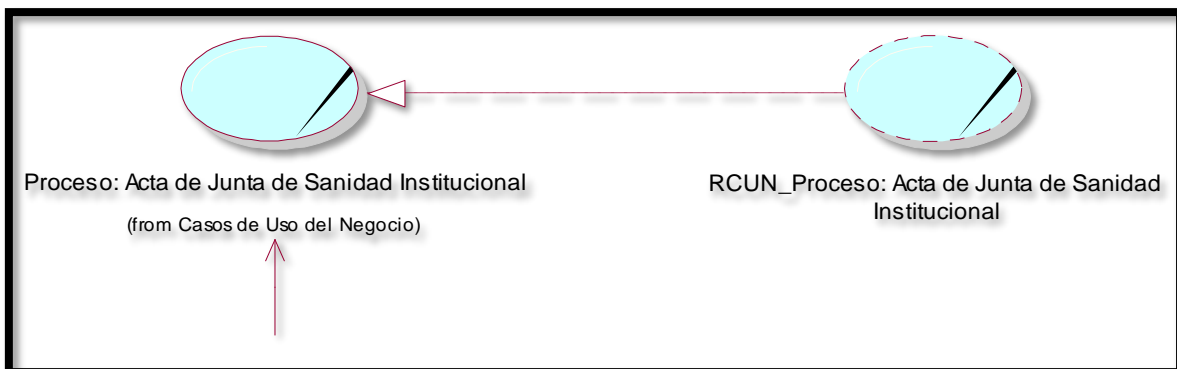 Proceso: Acta de Junta de Sanidad Institucional
(from Casos de Uso del Negocio)
RCUN_Proceso: Acta de Junta de Sanidad
Institucional